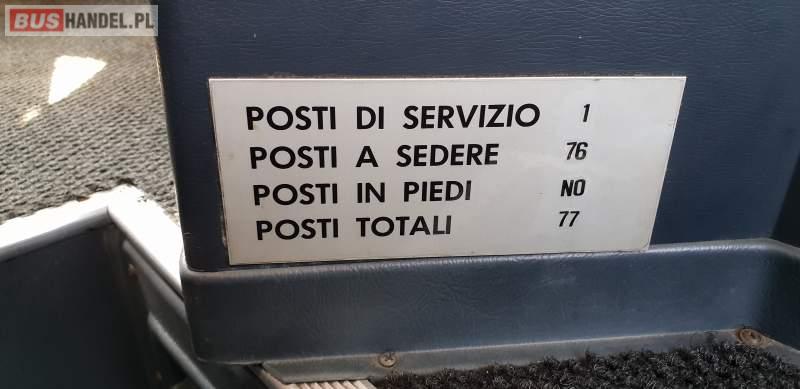 BUSHANDEL.PL
POSTI DI SERVIZIO 1
POSTI A SEDERE 76
POSTI IN PIEDI NO
POSTI TOTALI 77